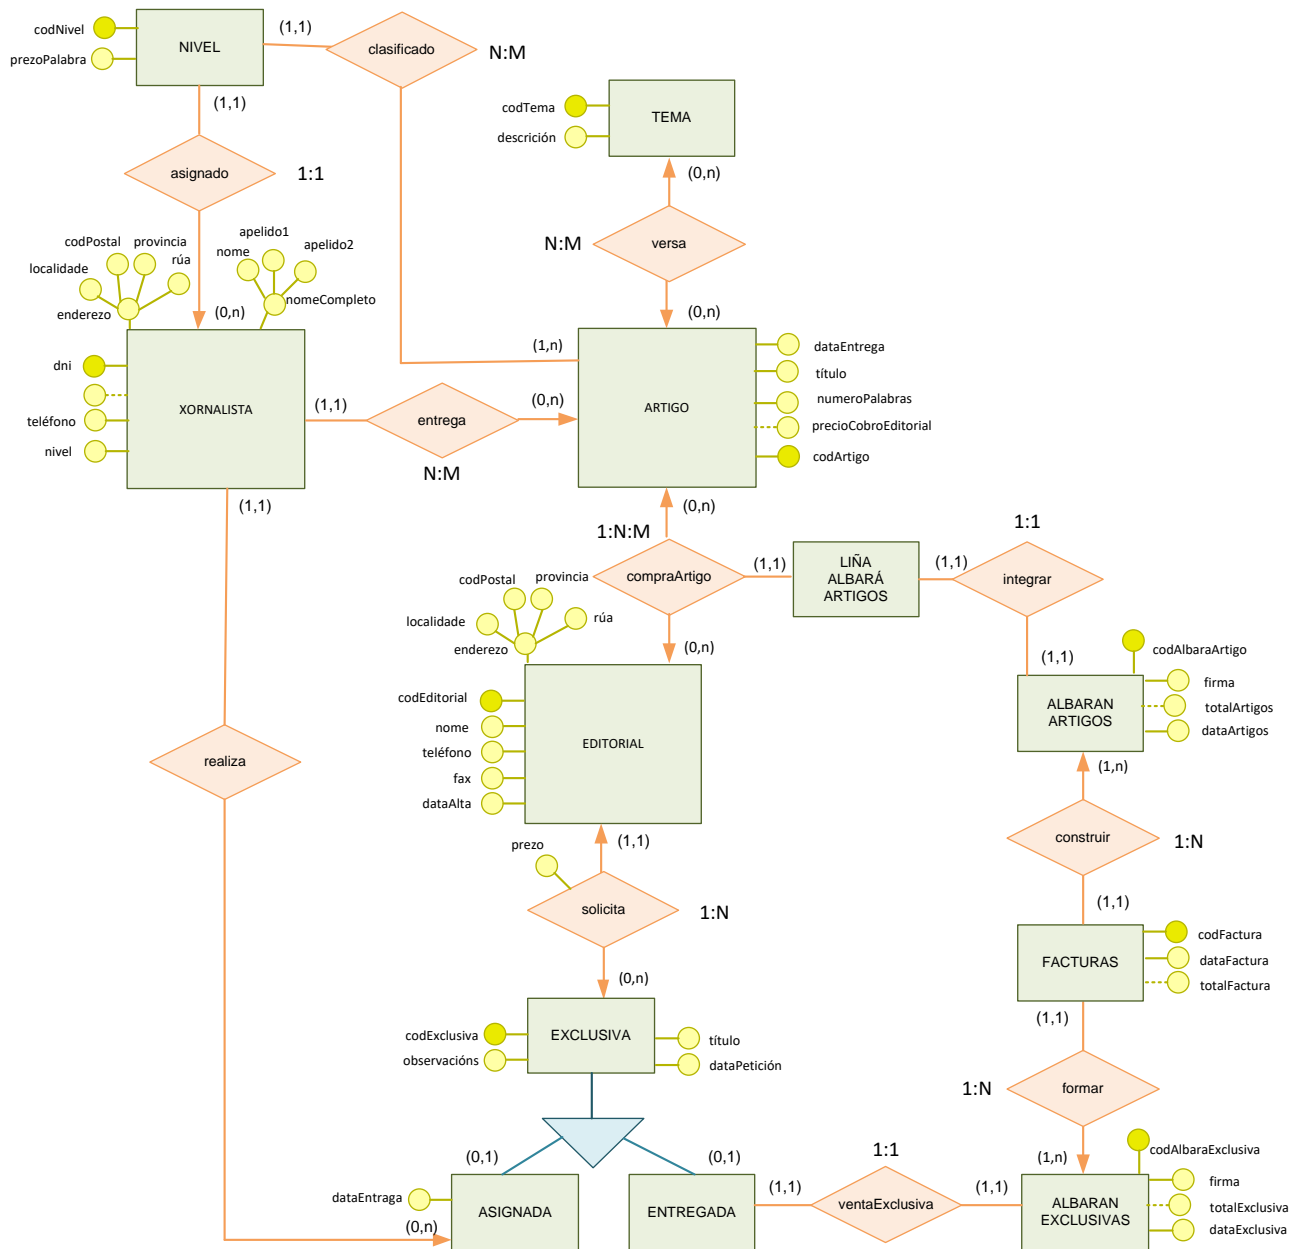 codNivel
prezoPalabra
NIVEL
(1,1)
clasificado
N:M
(1,1)
codTema
descrición
TEMA
(0,n)
asignado
1:1
N:M
versa
codPostal
provincia
localidade
rúa
enderezo
apelido1
nome
apelido2
nomeCompleto
(0,n)
(0,n)
(1,n)
dni
teléfono
nivel
XORNALISTA
(1,1)
entrega
(0,n)
N:M
ARTIGO
dataEntrega
título
numeroPalabras
precioCobroEditorial
codArtigo
(1,1)
(0,n)
1:N:M
compraArtigo
(1,1)
LIÑA
ALBARÁ
ARTIGOS
(1,1)
1:1
integrar
codPostal
provincia
localidade
rúa
enderezo
(0,n)
(1,1)
codAlbaraArtigo
firma
totalArtigos
dataArtigos
ALBARAN
ARTIGOS
codEditorial
nome
teléfono
fax
dataAlta
EDITORIAL
realiza
(1,n)
construir
1:N
(1,1)
prezo
(1,1)
solicita
1:N
(0,n)
FACTURAS
codFactura
dataFactura
totalFactura
(1,1)
codExclusiva
observacións
EXCLUSIVA
título
dataPetición
1:N
formar
(0,1)
(0,1)
1:1
(1,n)
codAlbaraExclusiva
firma
totalExclusiva
dataExclusiva
dataEntraga
(0,n)
ASIGNADA
ENTREGADA
(1,1)
ventaExclusiva
(1,1)
ALBARAN
EXCLUSIVAS